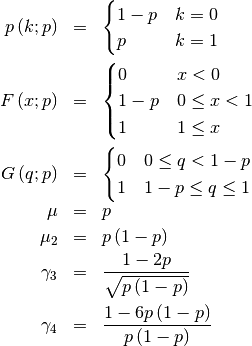 p (k; p) = { 1 − p k = 0
p k = 1
F (x; p) = { 0 x < 0
1 − p 0 ≤ x < 1
1 1 ≤ x
G (q; p) = { 0 0 ≤ q < 1 − p
1 1 − p ≤ q ≤ 1
μ = p
μ₂ = p (1 − p)
γ₃ = (1 − 2p) / √(p (1 − p))
γ₄ = (1 − 6p (1 − p)) / (p (1 − p))